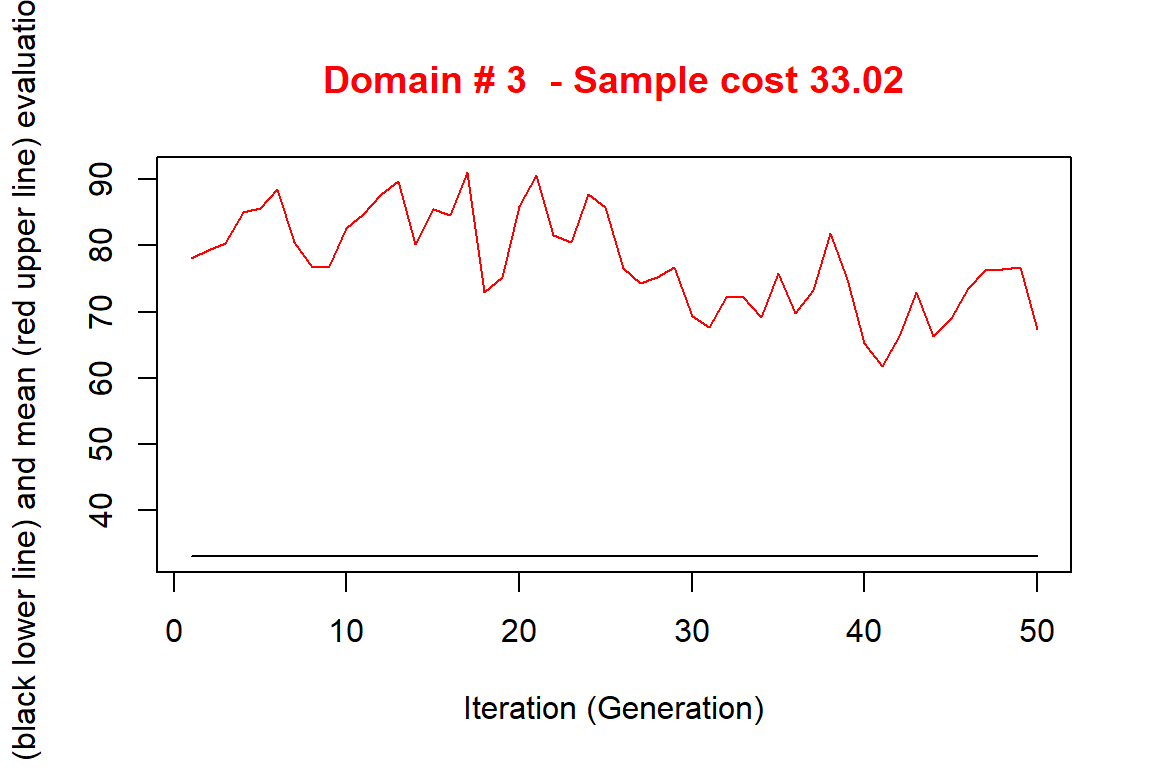 Domain # 3  - Sample cost 33.02
(black lower line) and mean (red upper line) evaluatio
90
80
70
60
50
40
0 10 20 30 40 50
Iteration (Generation)